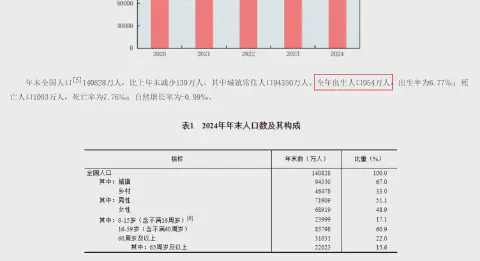 90000
60000
30000
0
2020
2021
2022
2023
2024
年末全国人口[5]140828万人，比上年末减少139万人，其中城镇常住人口94350万人。全年出生人口954万人，出生率为6.77‰；死
亡人口1093万人，死亡率为7.76‰；自然增长率为-0.99‰。
表1 2024年年末人口数及其构成
指标 年末数（万人） 比重（%）
全国人口 140828 100.0
其中：城镇 94350 67.0
乡村 46478 33.0
其中：男性 71909 51.1
女性 68919 48.9
其中：0-15岁（含不满16周岁）[6] 23999 17.1
16-59岁（含不满60周岁） 85798 60.9
60周岁及以上 31031 22.0
其中：65周岁及以上 22023 15.6